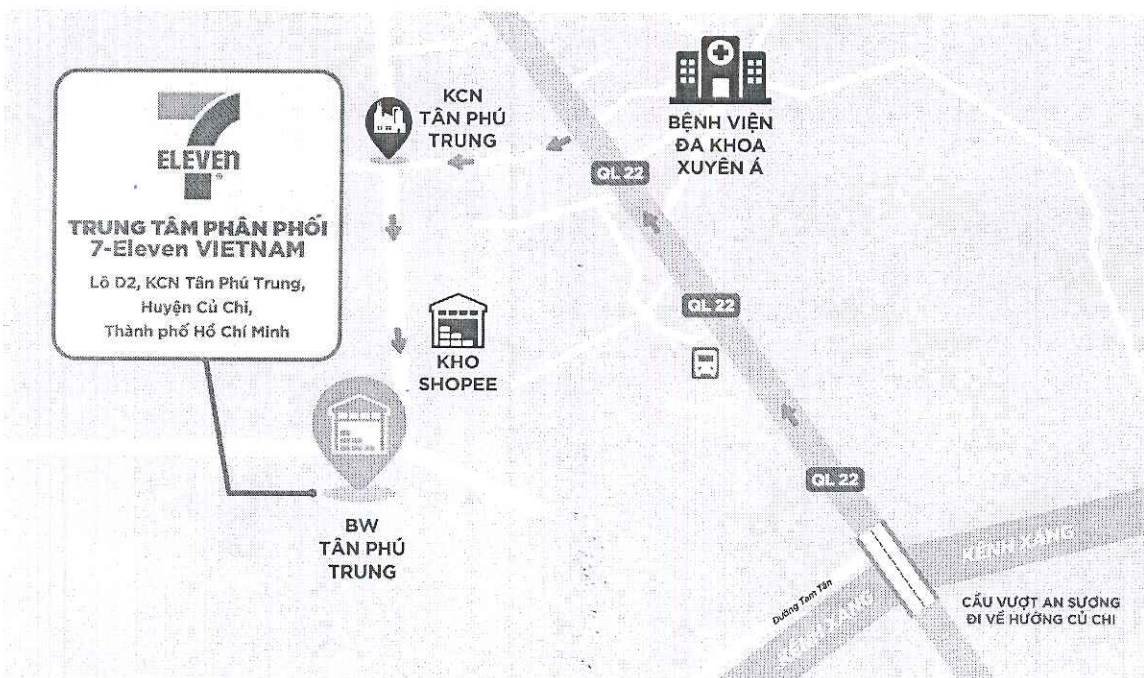 7
ELEVEN
®
TRUNG TÂM PHÂN PHỐI
7-Eleven VIETNAM
Lô D2, KCN Tân Phú Trung,
Huyện Củ Chi,
Thành phố Hồ Chí Minh
KCN
TÂN PHÚ
TRUNG
BỆNH VIỆN
ĐA KHOA
XUYÊN Á
QL 22
QL 22
KHO
SHOPEE
QL 22
BW
TÂN PHÚ
TRUNG
KÊNH XÁNG
Đường Tam Tân
KÊNH XÁNG
CẦU VƯỢT AN SƯƠNG
ĐI VỀ HƯỚNG CỦ CHI